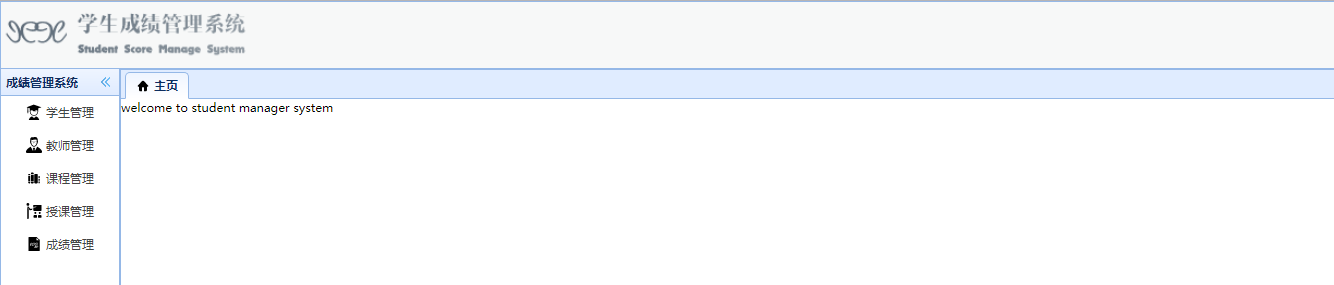 学生成绩管理系统
Student Score Manage System
成绩管理系统
主页
welcome to student manager system
学生管理
教师管理
课程管理
授课管理
成绩管理